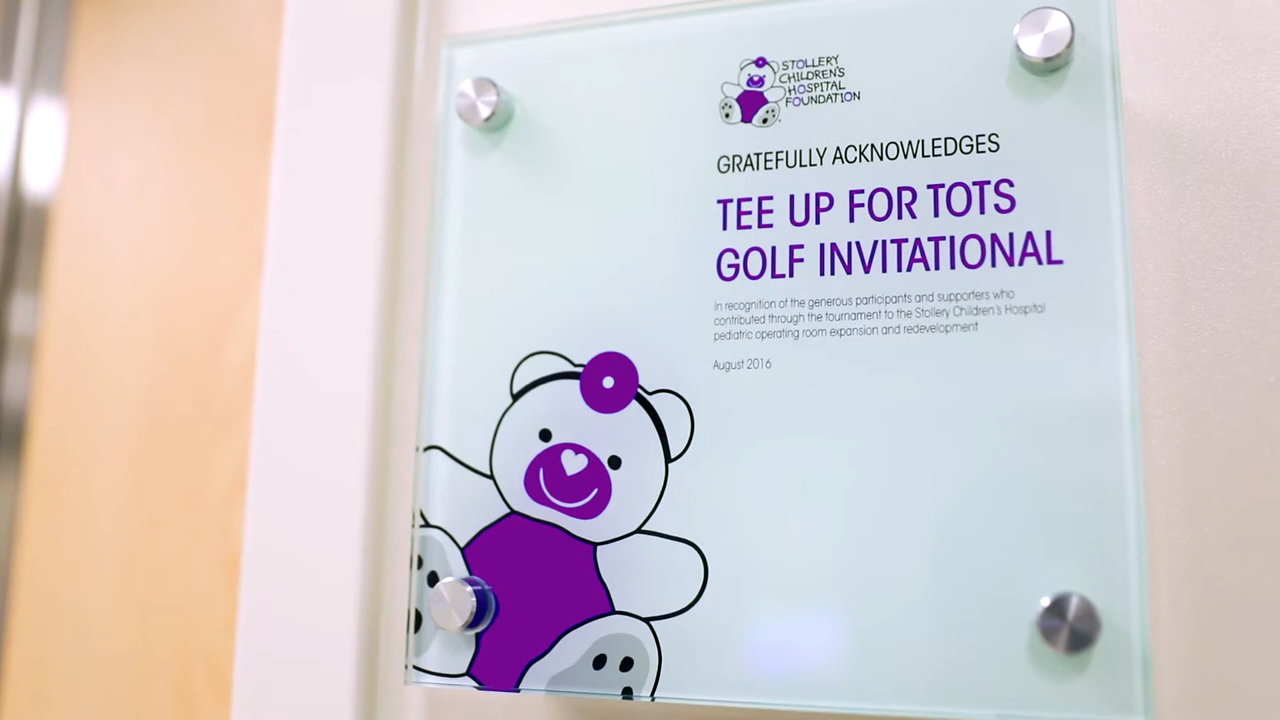 STOLLERY
CHILDREN'S
HOSPITAL
FOUNDATION
GRATEFULLY ACKNOWLEDGES
TEE UP FOR TOTS
GOLF INVITATIONAL
In recognition of the generous participants and supporters who
contributed through the tournament to the Stollery Children's Hospital
pediatric operating room expansion and redevelopment
August 2016